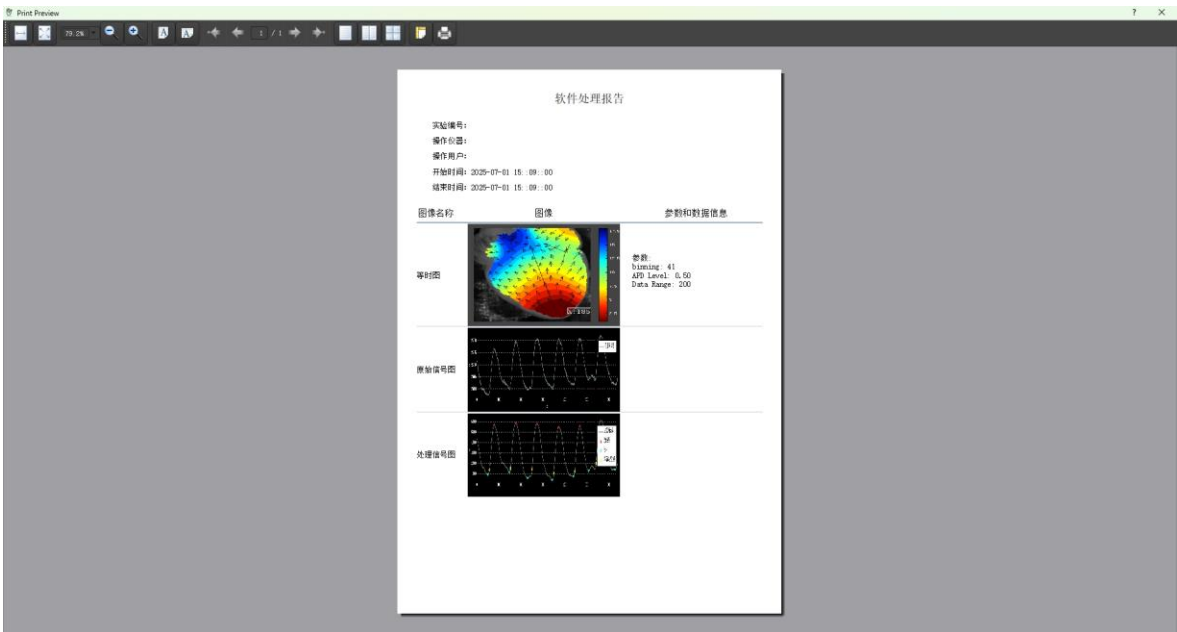 Print Preview
79.2%
1 / 1
软件处理报告
实验编号:
操作仪器:
操作用户:
开始时间: 2025-07-01 15::09::00
结束时间: 2025-07-01 15::09::00
图像名称 图像 参数和数据信息
等时图
参数:
binning: 41
APD Level: 0.50
Data Range: 200
原始信号图
处理信号图